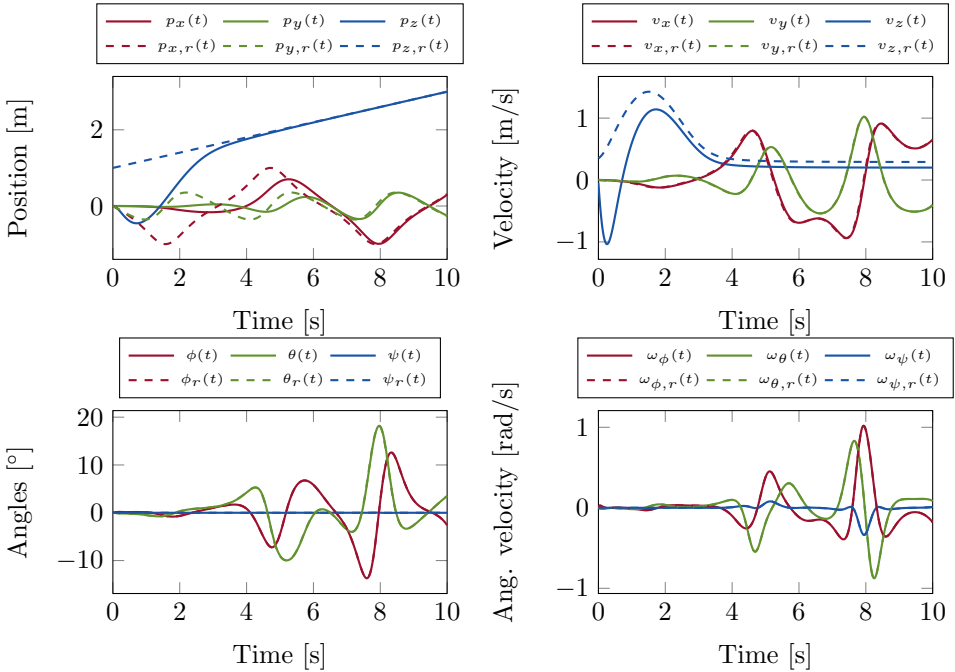 p_x(t) p_y(t) p_z(t)
p_{x,r}(t) p_{y,r}(t) p_{z,r}(t)
Position [m]
2
0
0 2 4 6 8 10
Time [s]
v_x(t) v_y(t) v_z(t)
v_{x,r}(t) v_{y,r}(t) v_{z,r}(t)
Velocity [m/s]
1
0
−1
0 2 4 6 8 10
Time [s]
ϕ(t) θ(t) ψ(t)
ϕ_r(t) θ_r(t) ψ_r(t)
Angles [°]
20
10
0
−10
0 2 4 6 8 10
Time [s]
ω_ϕ(t) ω_θ(t) ω_ψ(t)
ω_{ϕ,r}(t) ω_{θ,r}(t) ω_{ψ,r}(t)
Ang. velocity [rad/s]
1
0
−1
0 2 4 6 8 10
Time [s]